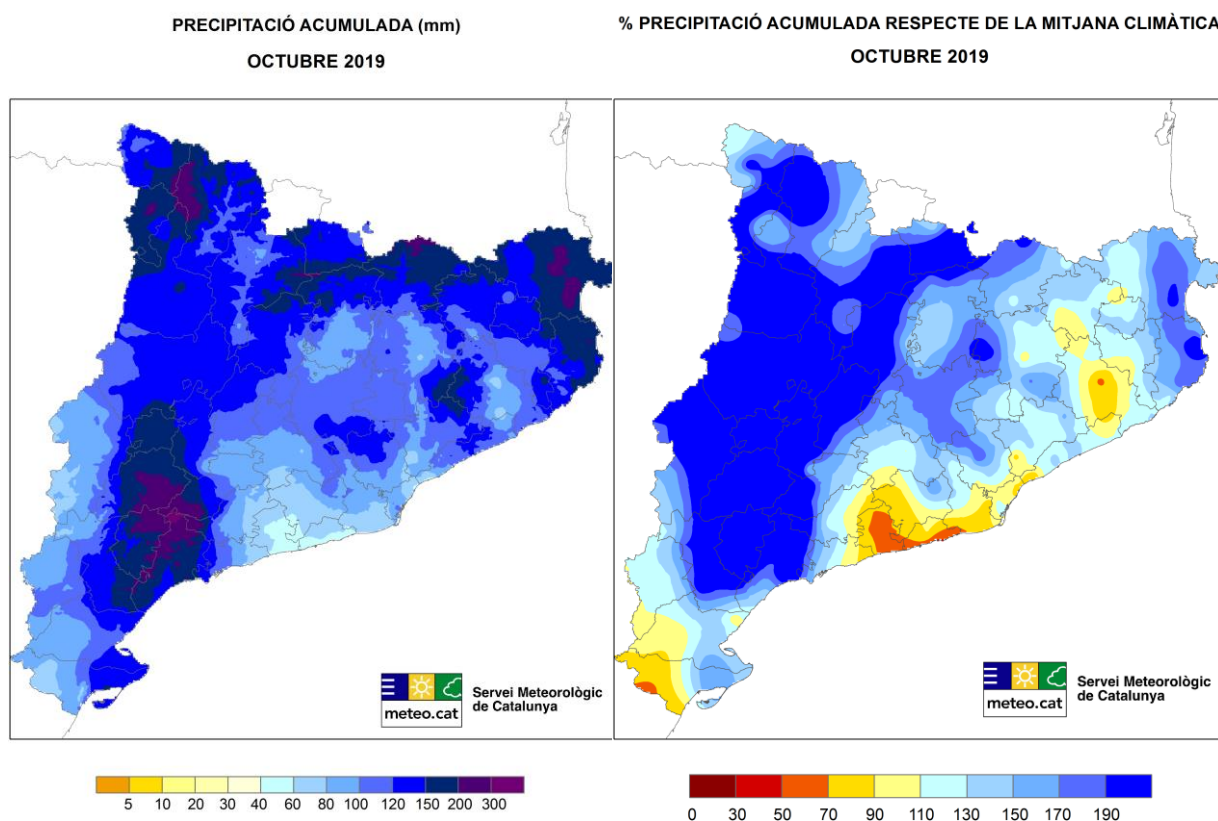 PRECIPITACIÓ ACUMULADA (mm)
OCTUBRE 2019
% PRECIPITACIÓ ACUMULADA RESPECTE DE LA MITJANA CLIMÀTICA
OCTUBRE 2019
meteo.cat
Servei Meteorològic
de Catalunya
meteo.cat
Servei Meteorològic
de Catalunya
5 10 20 30 40 60 80 100 120 150 200 300
0 30 50 70 90 110 130 150 170 190